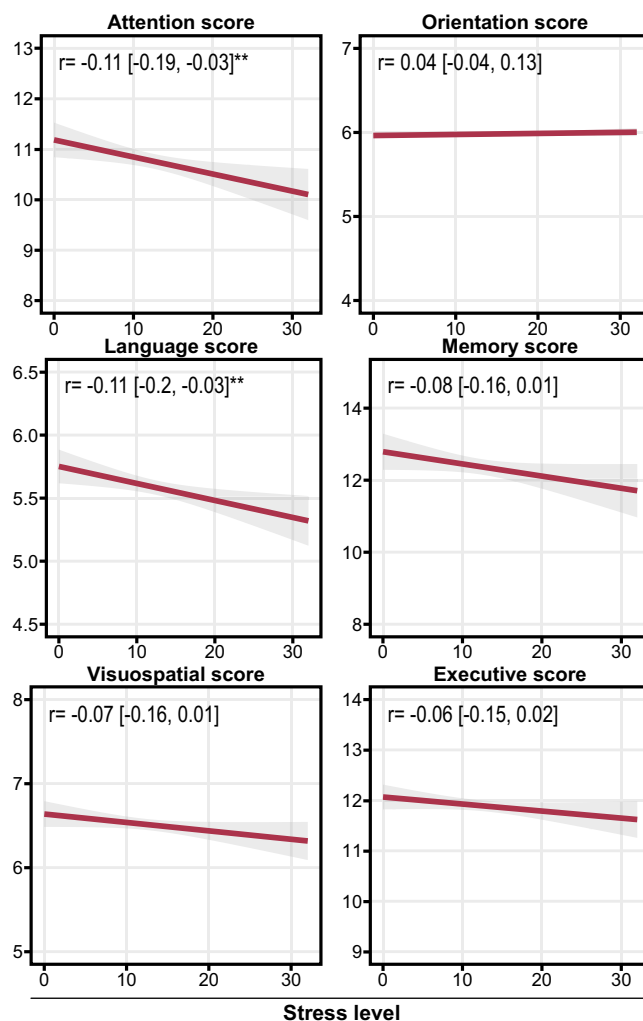 Attention score
Orientation score
r= -0.11 [-0.19, -0.03]**
r= 0.04 [-0.04, 0.13]
13
12
11
10
9
8
7
6
5
4
0 10 20 30
0 10 20 30
Language score
Memory score
r= -0.11 [-0.2, -0.03]**
r= -0.08 [-0.16, 0.01]
6.5
6.0
5.5
5.0
4.5
14
12
10
8
0 10 20 30
0 10 20 30
Visuospatial score
Executive score
r= -0.07 [-0.16, 0.01]
r= -0.06 [-0.15, 0.02]
8
7
6
5
14
13
12
11
10
9
0 10 20 30
0 10 20 30
Stress level